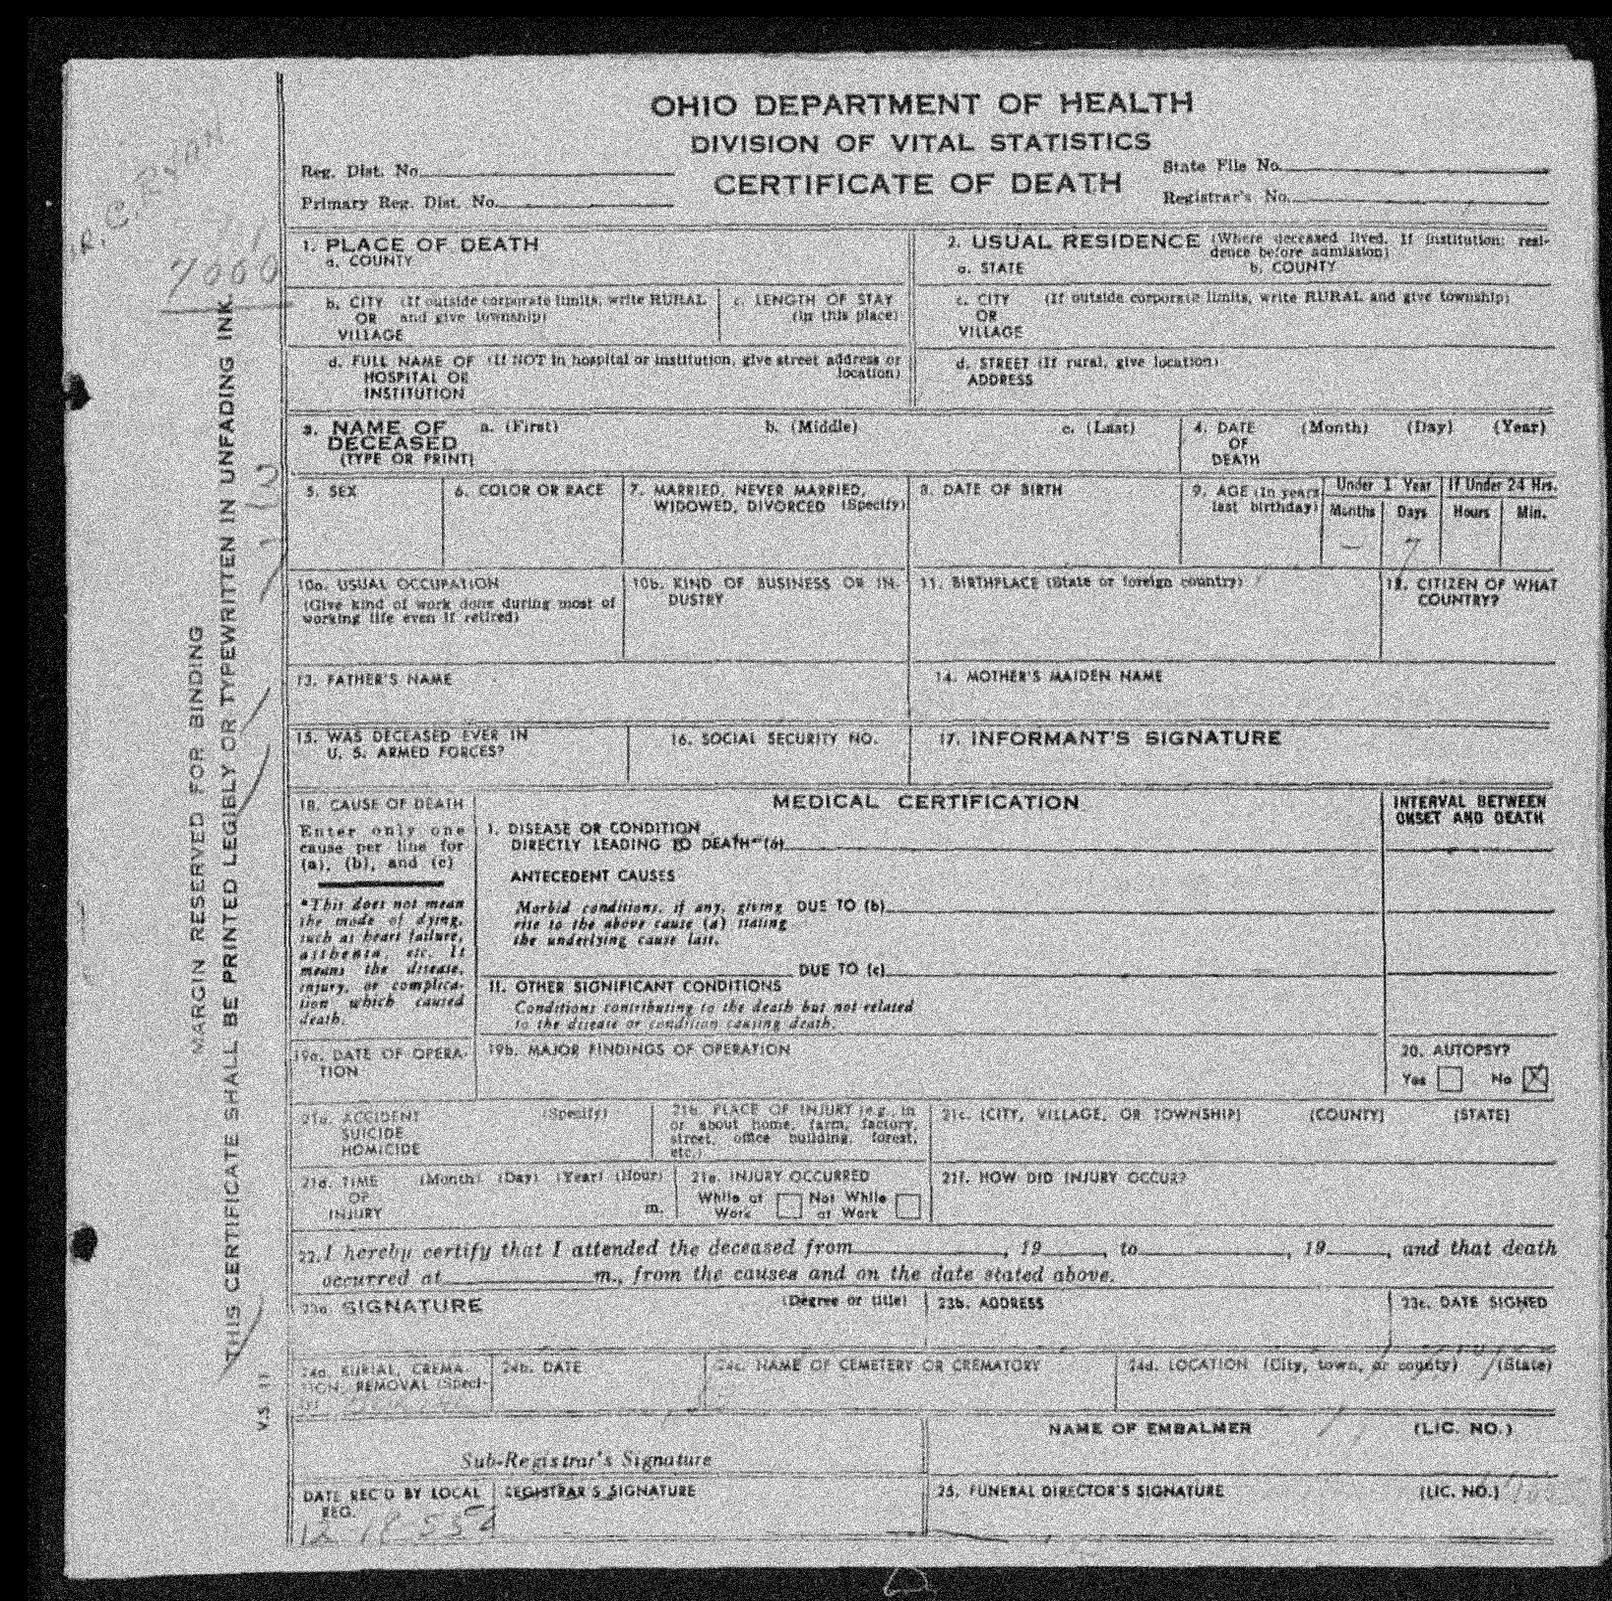 OHIO DEPARTMENT OF HEALTH
DIVISION OF VITAL STATISTICS
CERTIFICATE OF DEATH
Reg. Dist. No.
Primary Reg. Dist. No.
State File No.
Registrar's No.
R. C. RYAN
7060
MARGIN RESERVED FOR BINDING
THIS CERTIFICATE SHALL BE PRINTED LEGIBLY OR TYPEWRITTEN IN UNFADING INK.
1. PLACE OF DEATH
a. COUNTY
2. USUAL RESIDENCE (Where deceased lived. If institution: resi-
dence before admission)
a. STATE b. COUNTY
b. CITY (If outside corporate limits, write RURAL
OR and give township)
VILLAGE
c. LENGTH OF STAY
(in this place)
c. CITY (If outside corporate limits, write RURAL and give township)
OR
VILLAGE
d. FULL NAME OF (If NOT in hospital or institution, give street address or
HOSPITAL OR location)
INSTITUTION
d. STREET (If rural, give location)
ADDRESS
3. NAME OF a. (First) b. (Middle) c. (Last)
DECEASED
(TYPE OR PRINT)
4. DATE (Month) (Day) (Year)
OF
DEATH
5. SEX
6. COLOR OR RACE
7. MARRIED, NEVER MARRIED,
WIDOWED, DIVORCED (Specify)
8. DATE OF BIRTH
9. AGE (In years
last birthday)
Under 1 Year
Months Days
— 7
If Under 24 Hrs.
Hours Min.
10a. USUAL OCCUPATION
(Give kind of work done during most of
working life even if retired)
10b. KIND OF BUSINESS OR IN-
DUSTRY
11. BIRTHPLACE (State or foreign country)
12. CITIZEN OF WHAT
COUNTRY?
13. FATHER'S NAME
14. MOTHER'S MAIDEN NAME
15. WAS DECEASED EVER IN
U. S. ARMED FORCES?
16. SOCIAL SECURITY NO.
17. INFORMANT'S SIGNATURE
18. CAUSE OF DEATH
Enter only one
cause per line for
(a), (b), and (c)
*This does not mean
the mode of dying,
such as heart failure,
asthenia, etc. It
means the disease,
injury, or complica-
tion which caused
death.
MEDICAL CERTIFICATION
I. DISEASE OR CONDITION
DIRECTLY LEADING TO DEATH* (a)
ANTECEDENT CAUSES
Morbid conditions, if any, giving DUE TO (b)
rise to the above cause (a) stating
the underlying cause last.
DUE TO (c)
II. OTHER SIGNIFICANT CONDITIONS
Conditions contributing to the death but not related
to the disease or condition causing death.
INTERVAL BETWEEN
ONSET AND DEATH
19a. DATE OF OPERA-
TION
19b. MAJOR FINDINGS OF OPERATION
20. AUTOPSY?
Yes No X
21a. ACCIDENT (Specify)
SUICIDE
HOMICIDE
21b. PLACE OF INJURY (e.g., in
or about home, farm, factory,
street, office building, forest,
etc.)
21c. (CITY, VILLAGE, OR TOWNSHIP) (COUNTY) (STATE)
21d. TIME (Month) (Day) (Year) (Hour)
OF
INJURY m.
21e. INJURY OCCURRED
While at Not While
Work at Work
21f. HOW DID INJURY OCCUR?
22. I hereby certify that I attended the deceased from , 19 , to , 19 , and that death
occurred at m., from the causes and on the date stated above.
23a. SIGNATURE (Degree or title)
23b. ADDRESS
23c. DATE SIGNED
24a. BURIAL, CREMA-
TION, REMOVAL (Speci-
fy)
24b. DATE
24c. NAME OF CEMETERY OR CREMATORY
24d. LOCATION (City, town, or county) (State)
V.S. 11
Sub-Registrar's Signature
NAME OF EMBALMER (LIC. NO.)
DATE REC'D BY LOCAL
REG.
REGISTRAR'S SIGNATURE
25. FUNERAL DIRECTOR'S SIGNATURE (LIC. NO.)